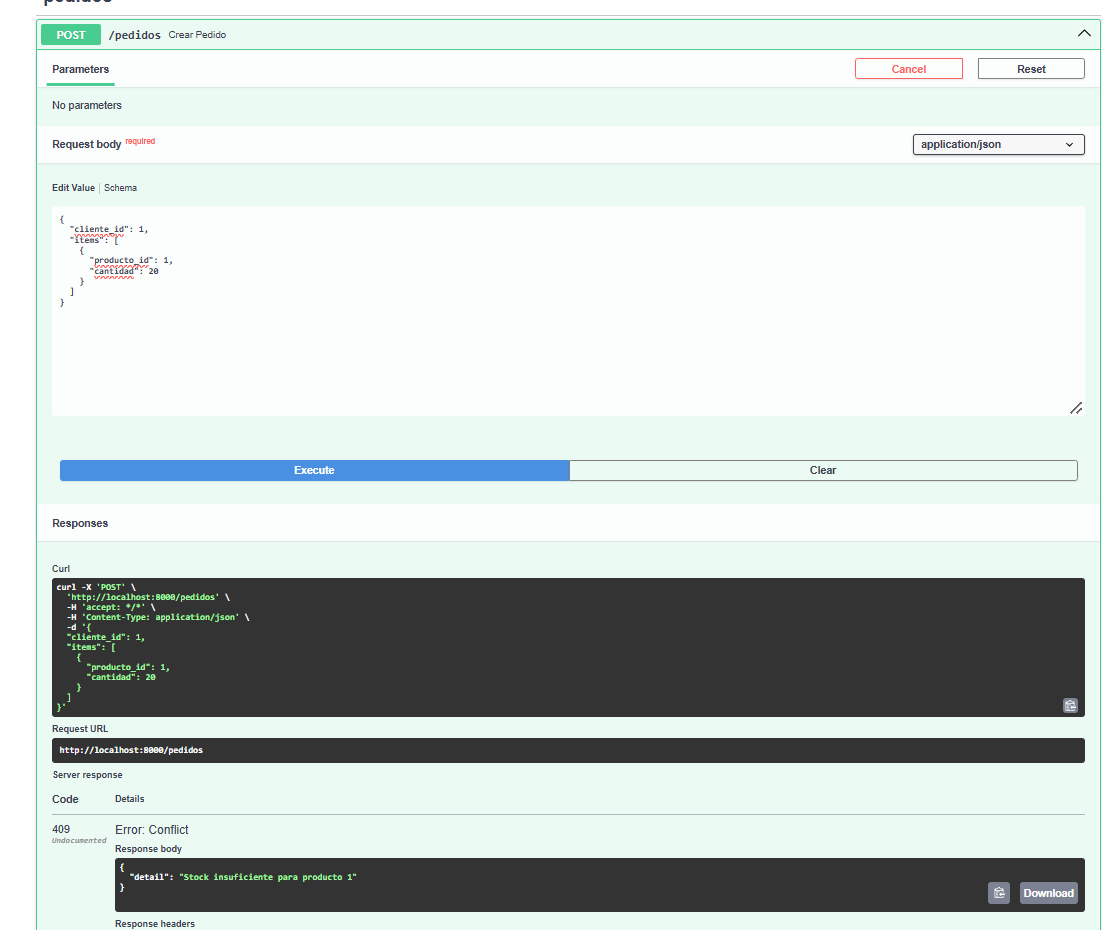 pedidos
POST /pedidos Crear Pedido
Parameters
Cancel
Reset
No parameters
Request body required
application/json
Edit Value | Schema
{
  "cliente_id": 1,
  "items": [
    {
      "producto_id": 1,
      "cantidad": 20
    }
  ]
}
Execute
Clear
Responses
Curl
curl -X 'POST' \
  'http://localhost:8000/pedidos' \
  -H 'accept: */*' \
  -H 'Content-Type: application/json' \
  -d '{
  "cliente_id": 1,
  "items": [
    {
      "producto_id": 1,
      "cantidad": 20
    }
  ]
}'
Request URL
http://localhost:8000/pedidos
Server response
Code Details
409 Error: Conflict
Undocumented
Response body
{
  "detail": "Stock insuficiente para producto 1"
}
Download
Response headers